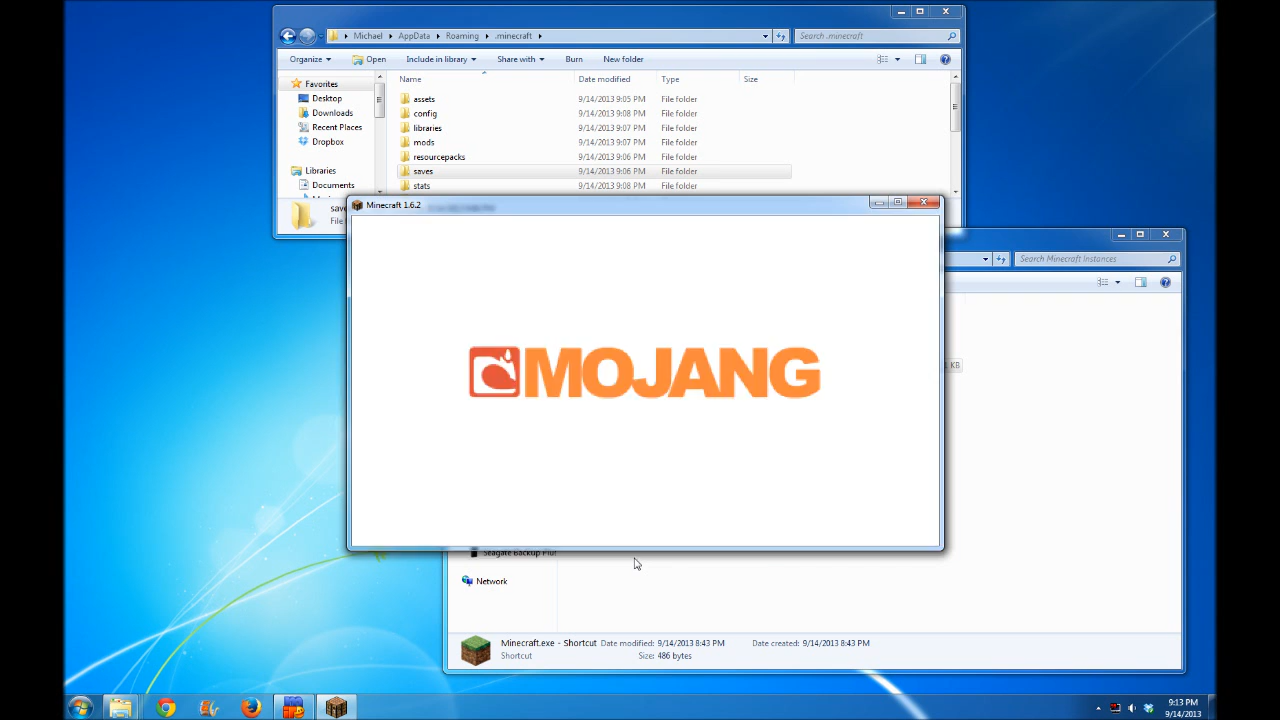 Michael AppData Roaming .minecraft
Search .minecraft
Organize Open Include in library Share with Burn New folder
Name Date modified Type Size
Favorites
Desktop
Downloads
Recent Places
Dropbox
Libraries
Documents
assets 9/14/2013 9:05 PM File folder
config 9/14/2013 9:08 PM File folder
libraries 9/14/2013 9:07 PM File folder
mods 9/14/2013 9:07 PM File folder
resourcepacks 9/14/2013 9:06 PM File folder
saves 9/14/2013 9:06 PM File folder
stats 9/14/2013 9:08 PM File folder
Minecraft 1.6.2
MOJANG
Search Minecraft Instances
KB
Seagate Backup Plu
Network
Minecraft.exe - Shortcut Date modified: 9/14/2013 8:43 PM Date created: 9/14/2013 8:43 PM
Shortcut Size: 486 bytes
9:13 PM
9/14/2013